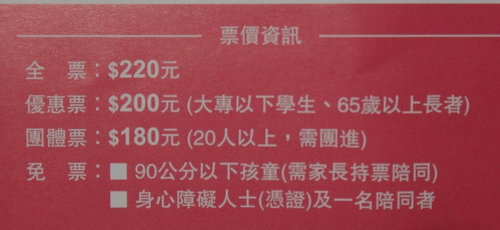 票價資訊
全　票：$220元
優惠票：$200元 (大專以下學生、65歲以上長者)
團體票：$180元 (20人以上，需團進)
免　票：■ 90公分以下孩童(需家長持票陪同)
■ 身心障礙人士(憑證)及一名陪同者